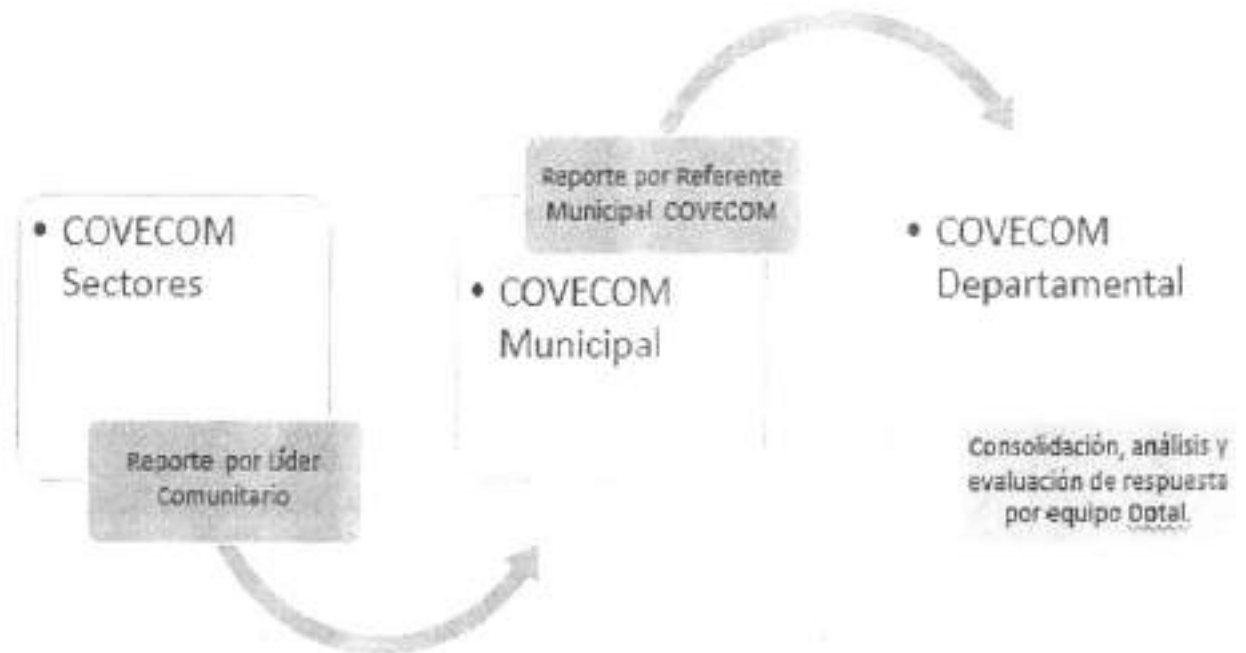 • COVECOM
Sectores
Reporte por Líder
Comunitario
Reporte por Referente
Municipal COVECOM
• COVECOM
Municipal
• COVECOM
Departamental
Consolidación, análisis y
evaluación de respuesta
por equipo Dptal.